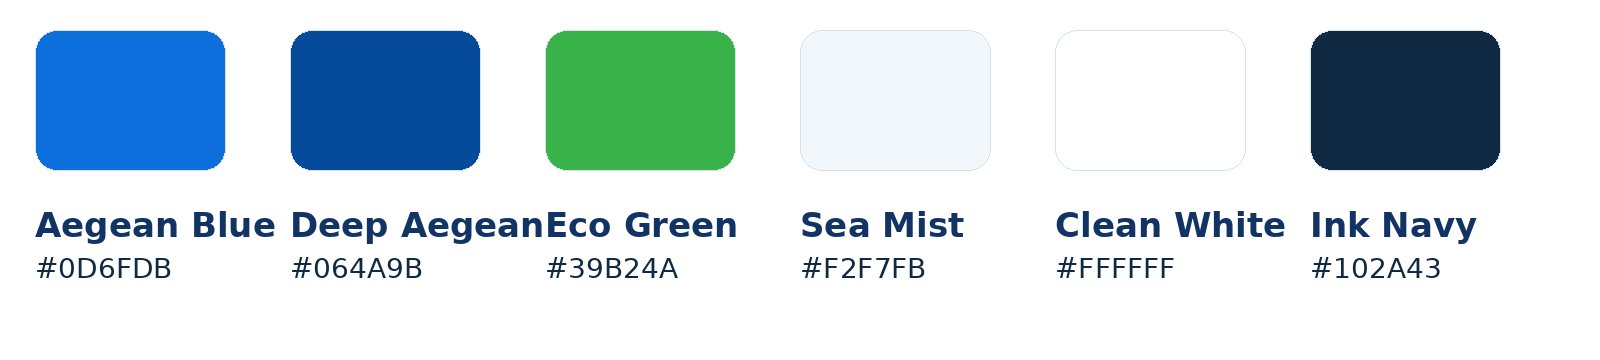 Aegean Blue Deep Aegean Eco Green Sea Mist Clean White Ink Navy
#0D6FDB #064A9B #39B24A #F2F7FB #FFFFFF #102A43